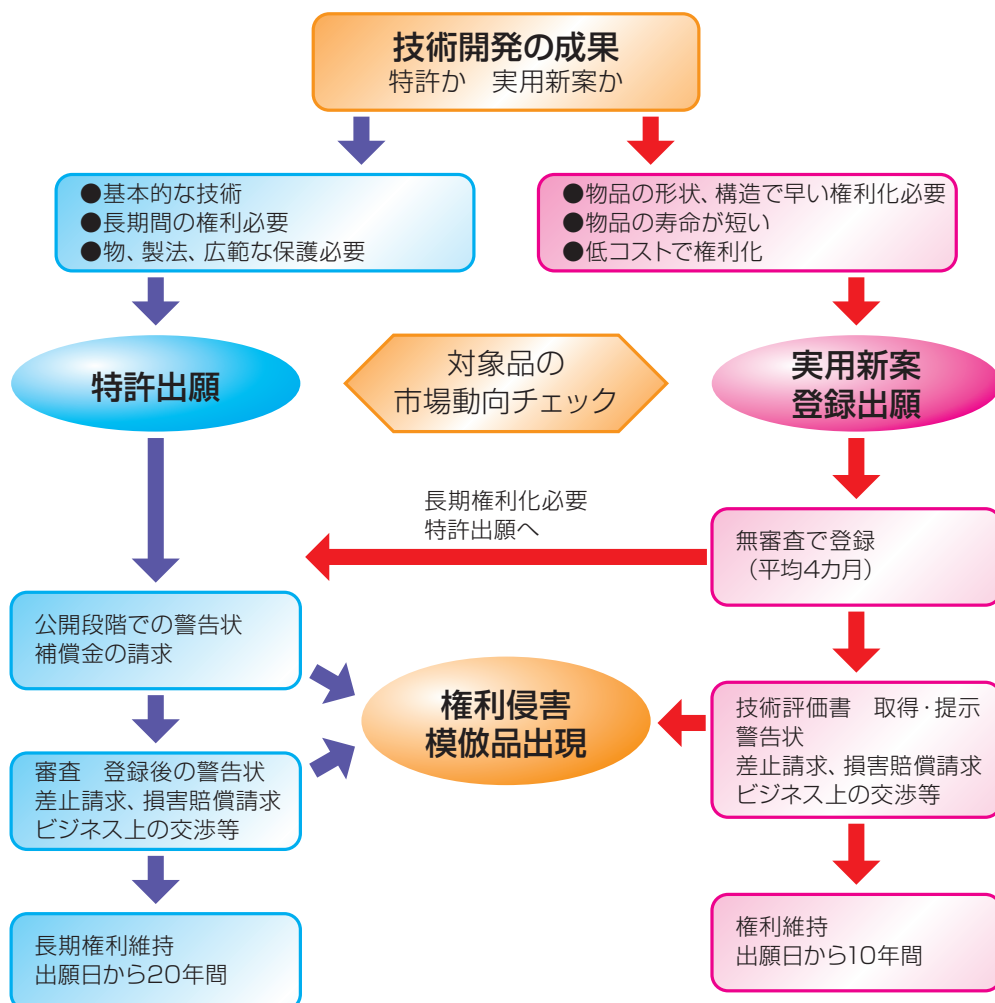 技術開発の成果
特許か　実用新案か
●基本的な技術
●長期間の権利必要
●物、製法、広範な保護必要
●物品の形状、構造で早い権利化必要
●物品の寿命が短い
●低コストで権利化
特許出願
対象品の
市場動向チェック
実用新案
登録出願
長期権利化必要
特許出願へ
無審査で登録
（平均4カ月）
公開段階での警告状
補償金の請求
権利侵害
模倣品出現
技術評価書　取得・提示
警告状
差止請求、損害賠償請求
ビジネス上の交渉等
審査　登録後の警告状
差止請求、損害賠償請求
ビジネス上の交渉等
長期権利維持
出願日から20年間
権利維持
出願日から10年間